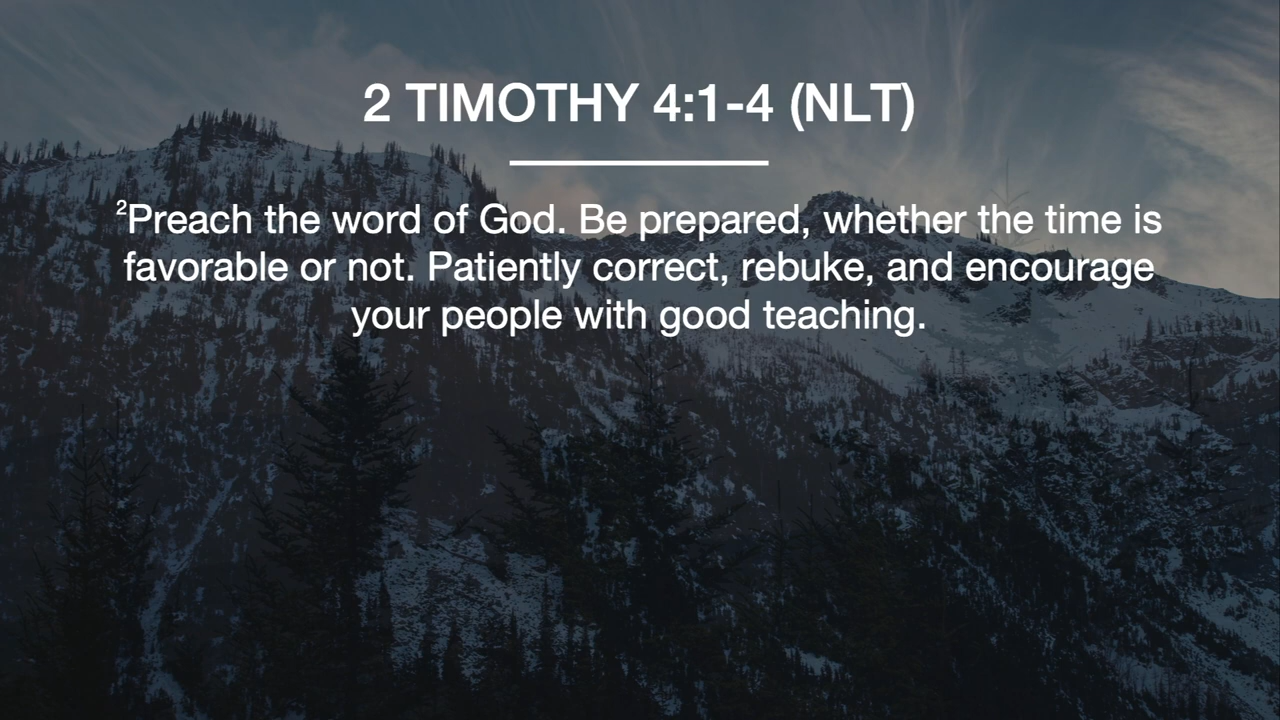 2 TIMOTHY 4:1-4 (NLT)
²Preach the word of God. Be prepared, whether the time is
favorable or not. Patiently correct, rebuke, and encourage
your people with good teaching.